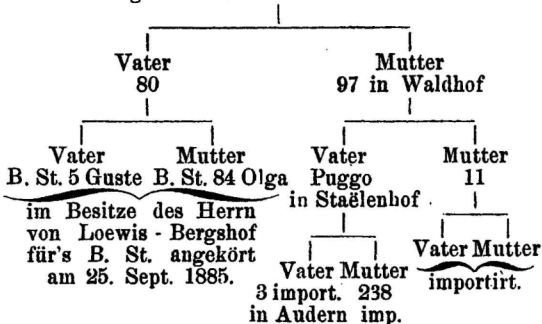 Vater
80
Mutter
97 in Waldhof
Vater Mutter
B. St. 5 Guste B. St. 84 Olga
im Besitze des Herrn
von Loewis - Bergshof
für's B. St. angekört
am 25. Sept. 1885.
Vater
Puggo
in Staëlenhof
Mutter
11
Vater Mutter
3 import. 238
in Audern imp.
Vater Mutter
importirt.